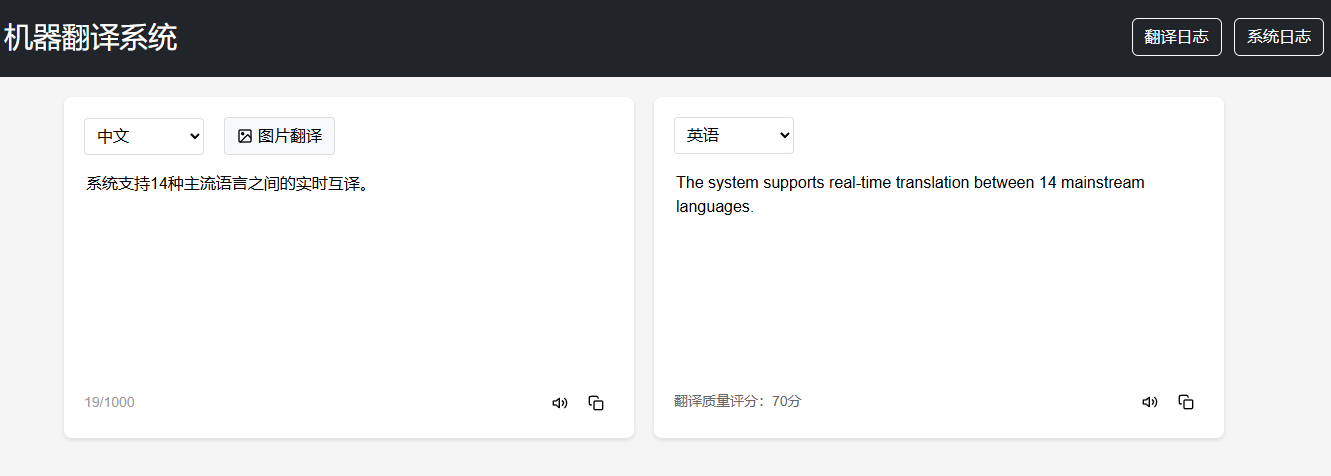 机器翻译系统
翻译日志
系统日志
中文
图片翻译
系统支持14种主流语言之间的实时互译。
19/1000
英语
The system supports real-time translation between 14 mainstream
languages.
翻译质量评分：70分